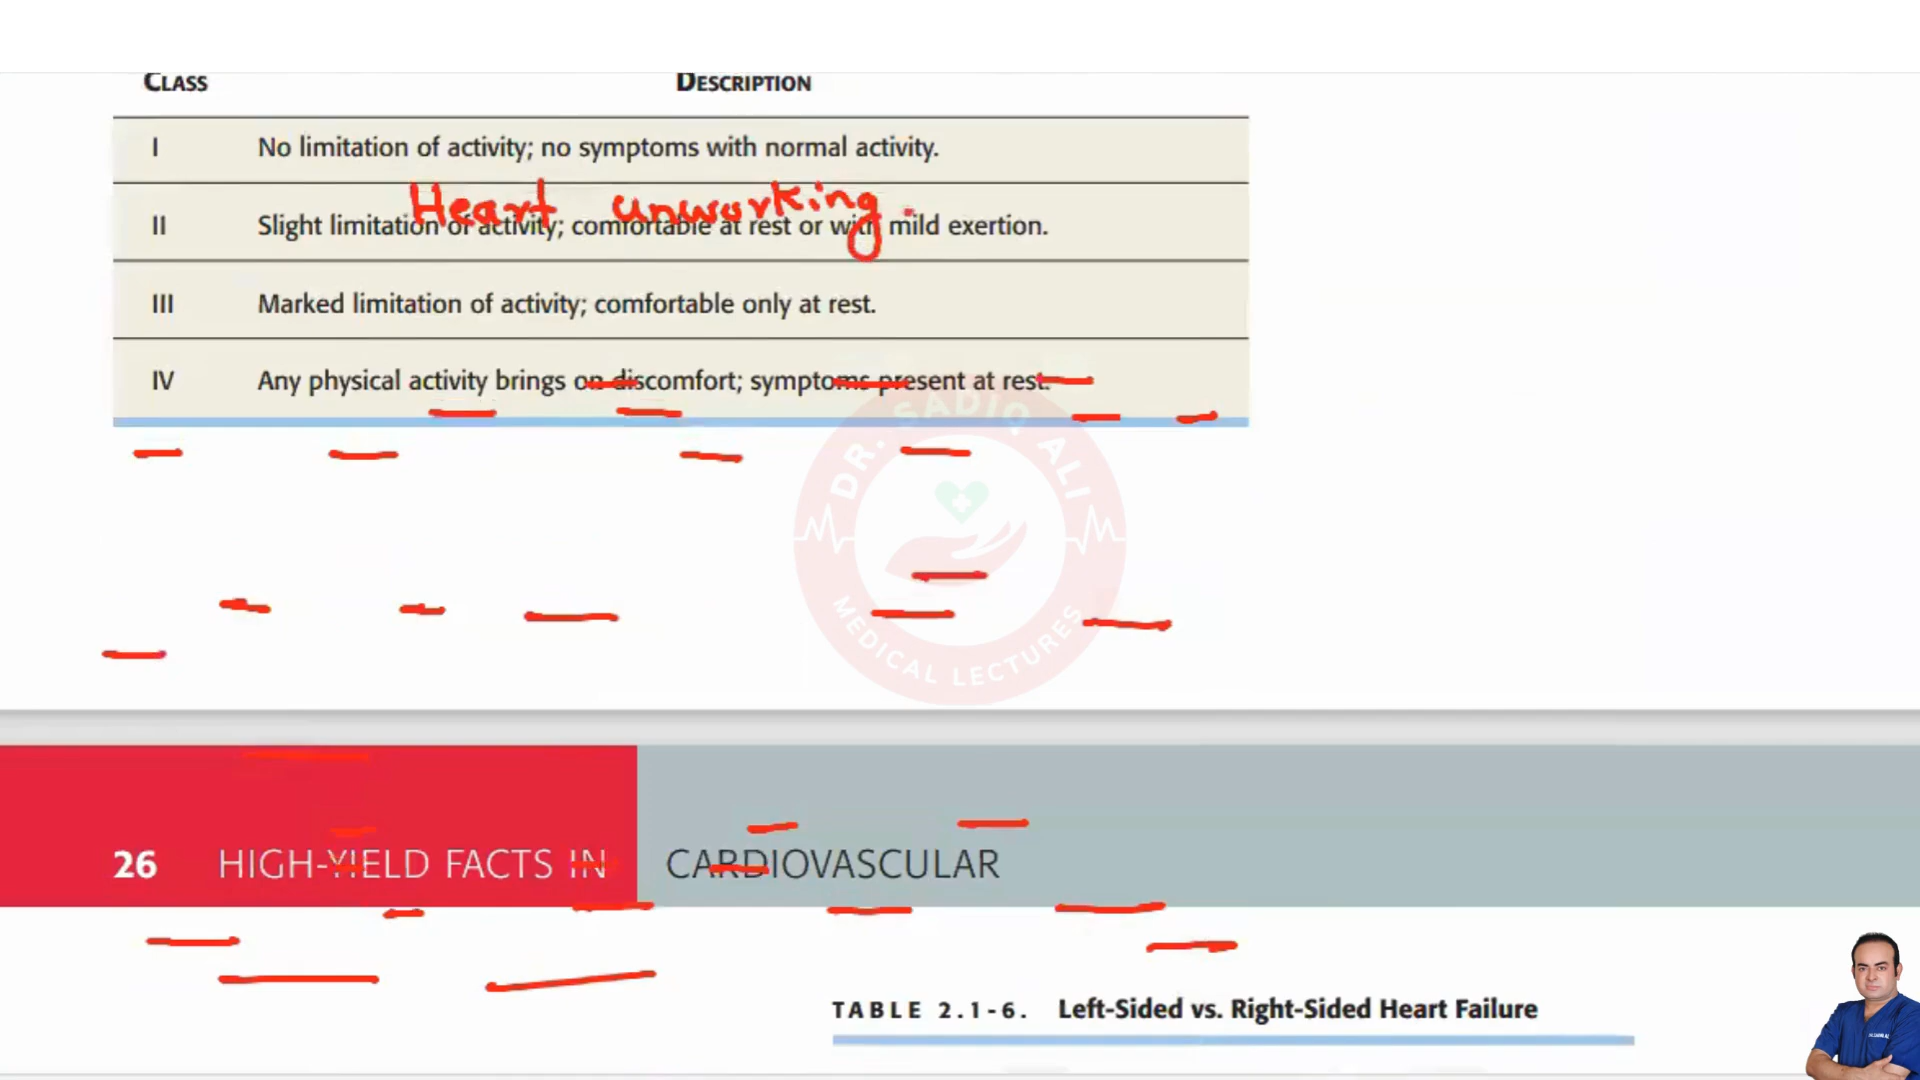 CLASS DESCRIPTION
I No limitation of activity; no symptoms with normal activity.
Heart unworking.
II Slight limitation of activity; comfortable at rest or with mild exertion.
III Marked limitation of activity; comfortable only at rest.
IV Any physical activity brings on discomfort; symptoms present at rest.
DR. SADIQ ALI
MEDICAL LECTURES
26 HIGH-YIELD FACTS IN CARDIOVASCULAR
TABLE 2.1-6. Left-Sided vs. Right-Sided Heart Failure